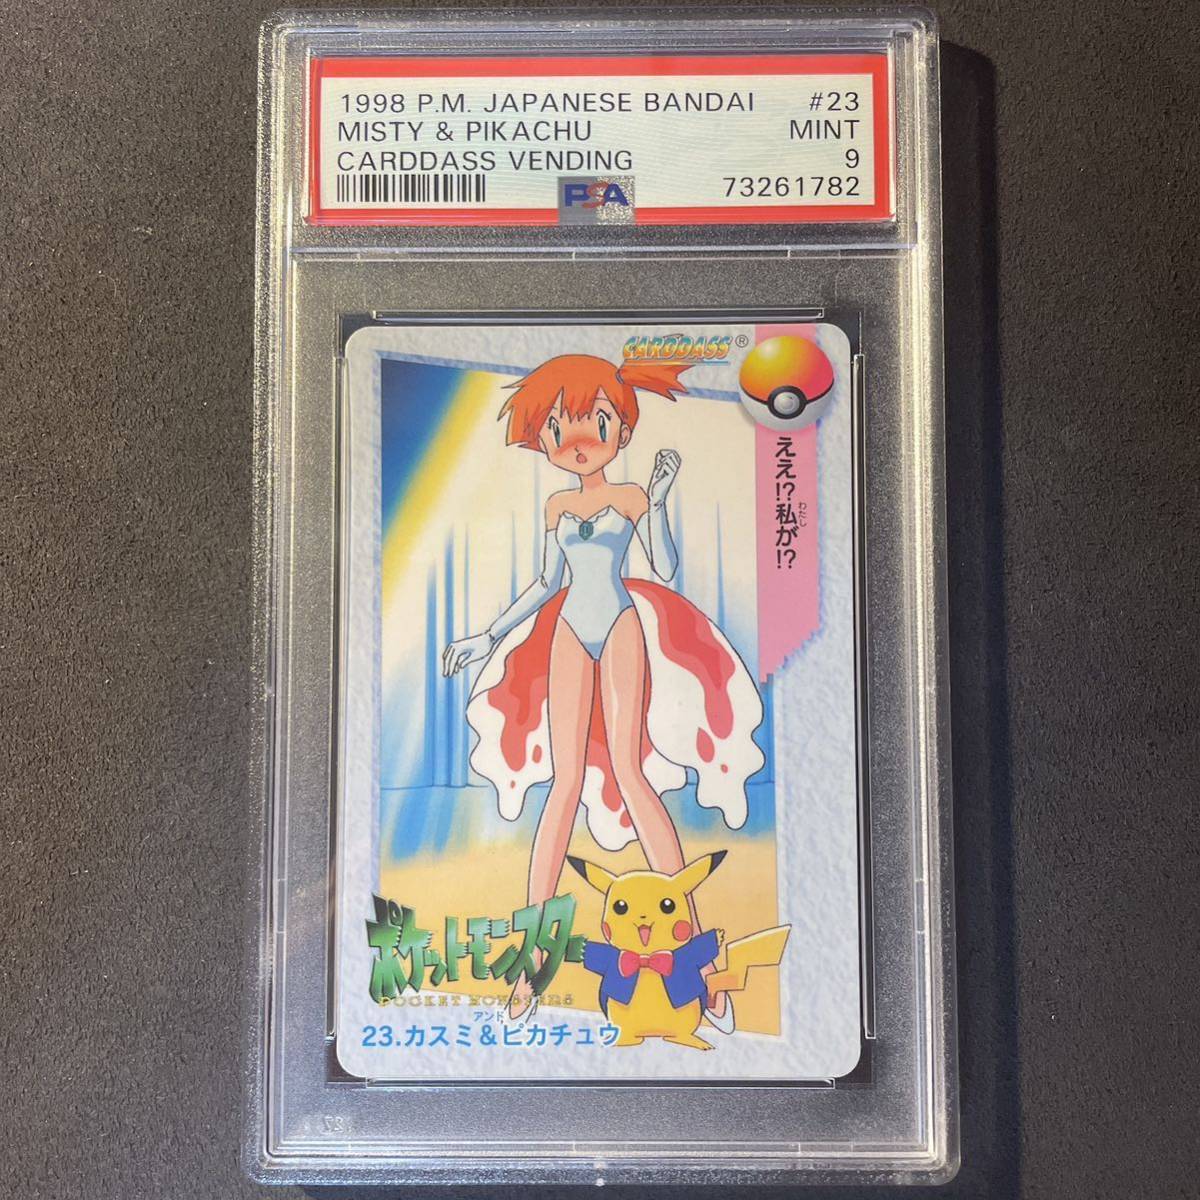 1998 P.M. JAPANESE BANDAI #23
MISTY & PIKACHU MINT
CARDDASS VENDING 9
PSA 73261782
CARDDASS®
ええ!?私が!?
わたし
ポケットモンスター
POCKET MONSTERS
アンド
23.カスミ&ピカチュウ